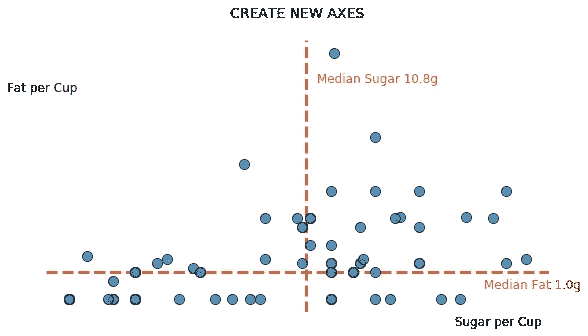 CREATE NEW AXES
Median Sugar 10.8g
Fat per Cup
Median Fat 1.0g
Sugar per Cup